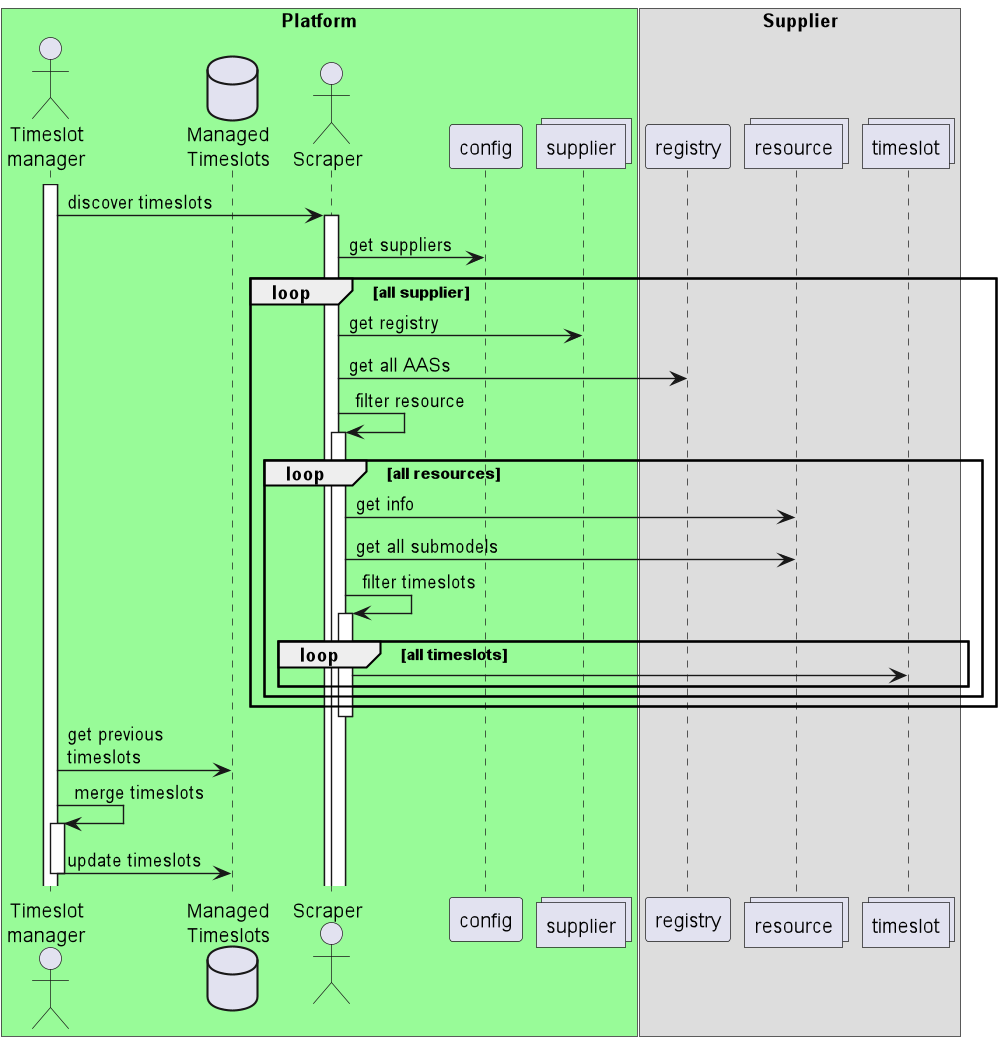 Platform
Supplier
Timeslot
manager
Managed
Timeslots
Scraper
config
supplier
registry
resource
timeslot
discover timeslots
get suppliers
loop [all supplier]
get registry
get all AASs
filter resource
loop [all resources]
get info
get all submodels
filter timeslots
loop [all timeslots]
get previous
timeslots
merge timeslots
update timeslots
Timeslot
manager
Managed
Timeslots
Scraper
config
supplier
registry
resource
timeslot